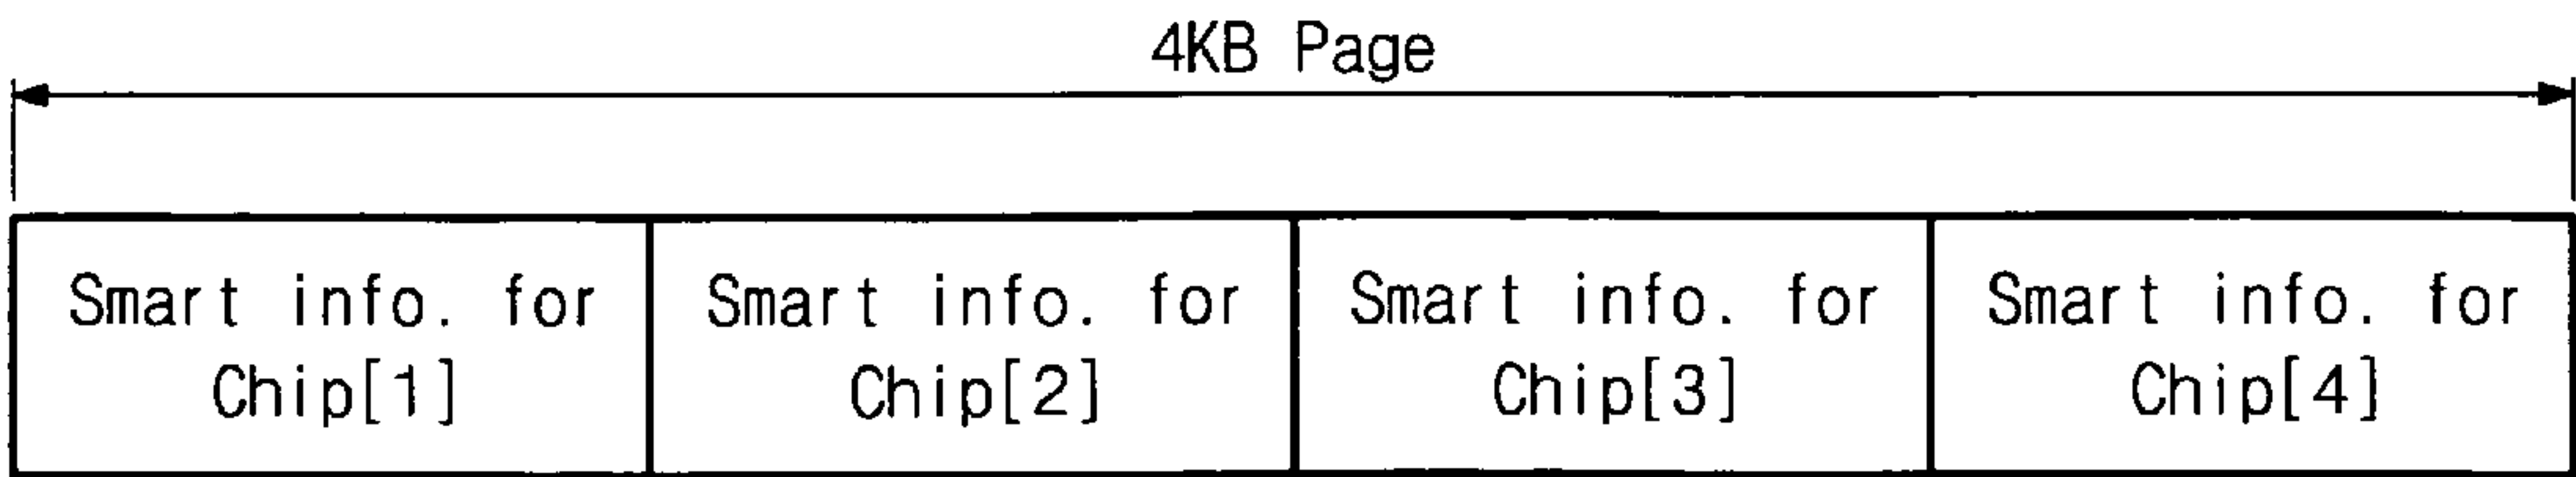 4KB Page
Smart info. for
Chip[1]
Smart info. for
Chip[2]
Smart info. for
Chip[3]
Smart info. for
Chip[4]